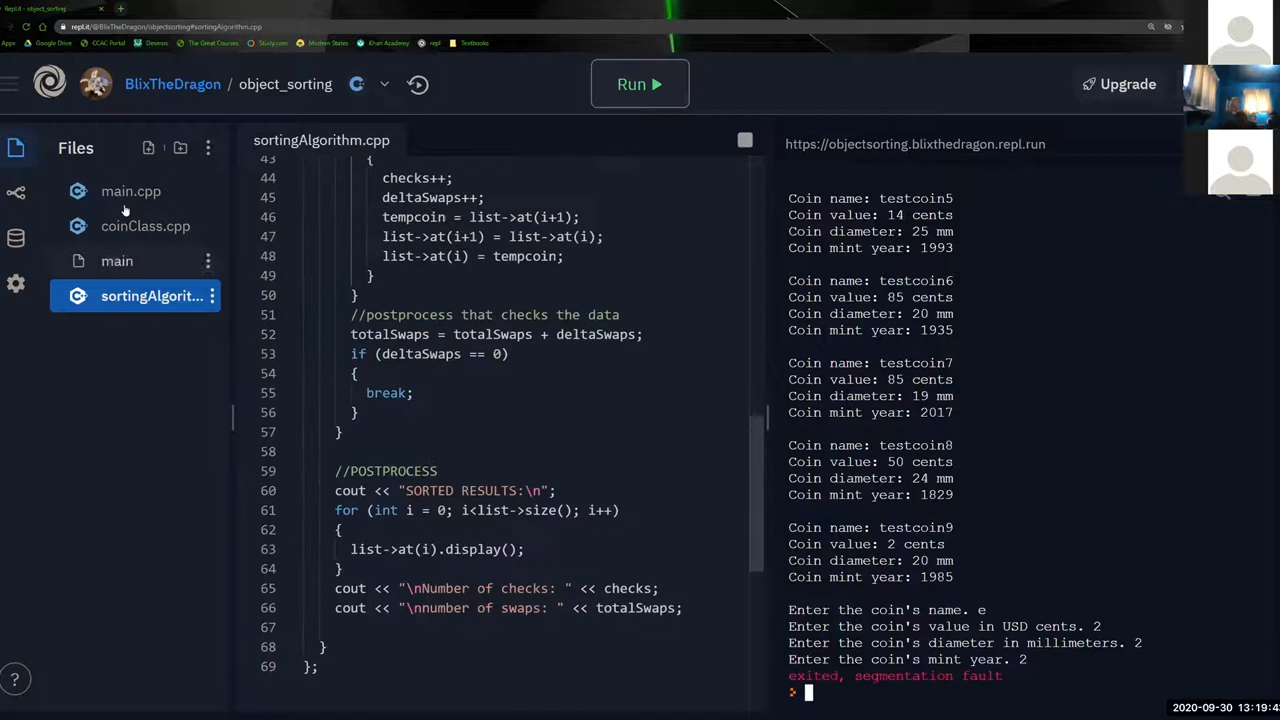 Repl.it - object_sorting
repl.it/@BlixTheDragon/objectsorting#sortingAlgorithm.cpp
Apps Google Drive CCAC Portal Desmos The Great Courses Study.com Modern States Khan Academy repl Textbooks
BlixTheDragon / object_sorting
Run
Upgrade
Files
main.cpp
coinClass.cpp
main
sortingAlgorit...
sortingAlgorithm.cpp
43 {
44 checks++;
45 deltaSwaps++;
46 tempcoin = list->at(i+1);
47 list->at(i+1) = list->at(i);
48 list->at(i) = tempcoin;
49 }
50 }
51 //postprocess that checks the data
52 totalSwaps = totalSwaps + deltaSwaps;
53 if (deltaSwaps == 0)
54 {
55 break;
56 }
57 }
58
59 //POSTPROCESS
60 cout << "SORTED RESULTS:\n";
61 for (int i = 0; i<list->size(); i++)
62 {
63 list->at(i).display();
64 }
65 cout << "\nNumber of checks: " << checks;
66 cout << "\nnumber of swaps: " << totalSwaps;
67
68 }
69 };
https://objectsorting.blixthedragon.repl.run
Coin name: testcoin5
Coin value: 14 cents
Coin diameter: 25 mm
Coin mint year: 1993
Coin name: testcoin6
Coin value: 85 cents
Coin diameter: 20 mm
Coin mint year: 1935
Coin name: testcoin7
Coin value: 85 cents
Coin diameter: 19 mm
Coin mint year: 2017
Coin name: testcoin8
Coin value: 50 cents
Coin diameter: 24 mm
Coin mint year: 1829
Coin name: testcoin9
Coin value: 2 cents
Coin diameter: 20 mm
Coin mint year: 1985
Enter the coin's name. e
Enter the coin's value in USD cents. 2
Enter the coin's diameter in millimeters. 2
Enter the coin's mint year. 2
exited, segmentation fault
>
?
2020-09-30 13:19:4